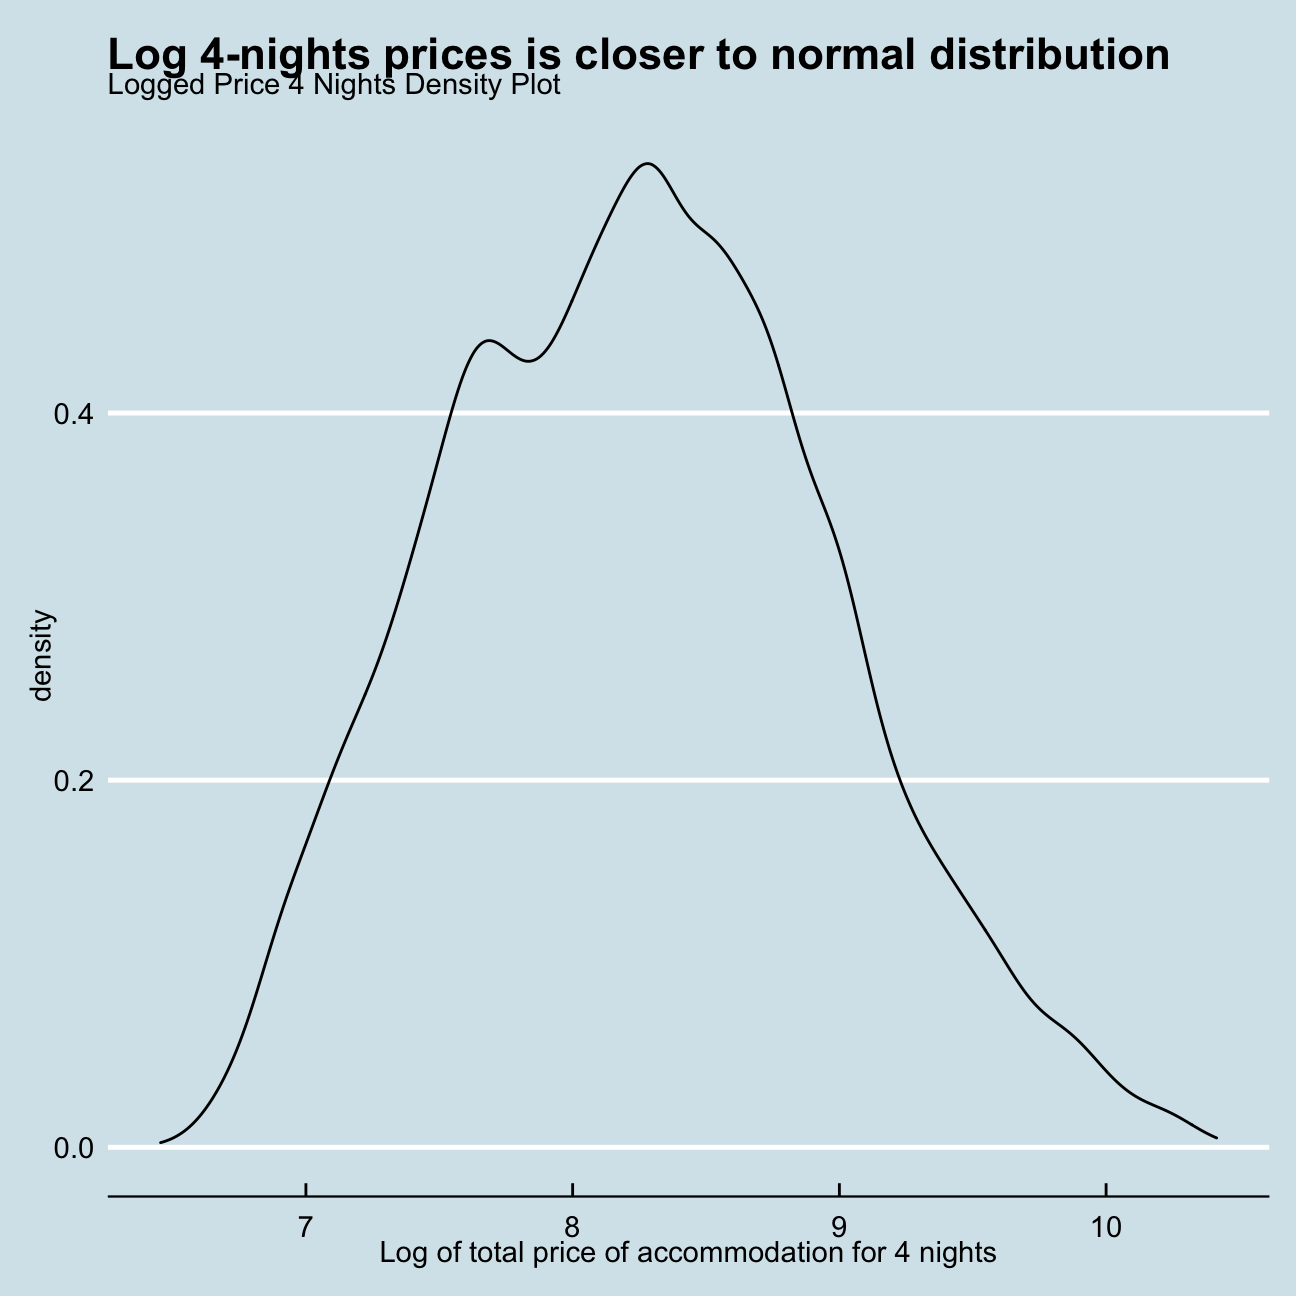 Log 4-nights prices is closer to normal distribution
Logged Price 4 Nights Density Plot
density
0.4
0.2
0.0
7 8 9 10
Log of total price of accommodation for 4 nights